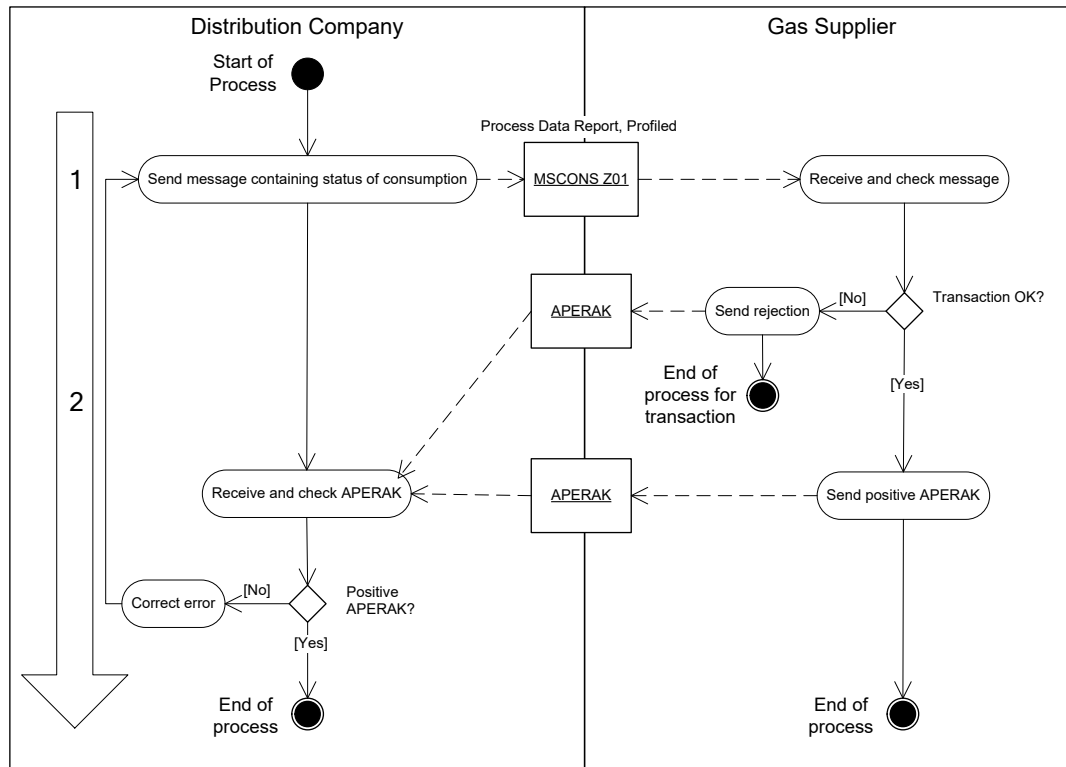 Distribution Company
Gas Supplier
Start of
Process
Process Data Report, Profiled
1
Send message containing status of consumption
MSCONS Z01
Receive and check message
APERAK
Send rejection
[No]
Transaction OK?
End of
process for
transaction
[Yes]
2
Receive and check APERAK
APERAK
Send positive APERAK
Correct error
[No]
Positive
APERAK?
[Yes]
End of
process
End of
process